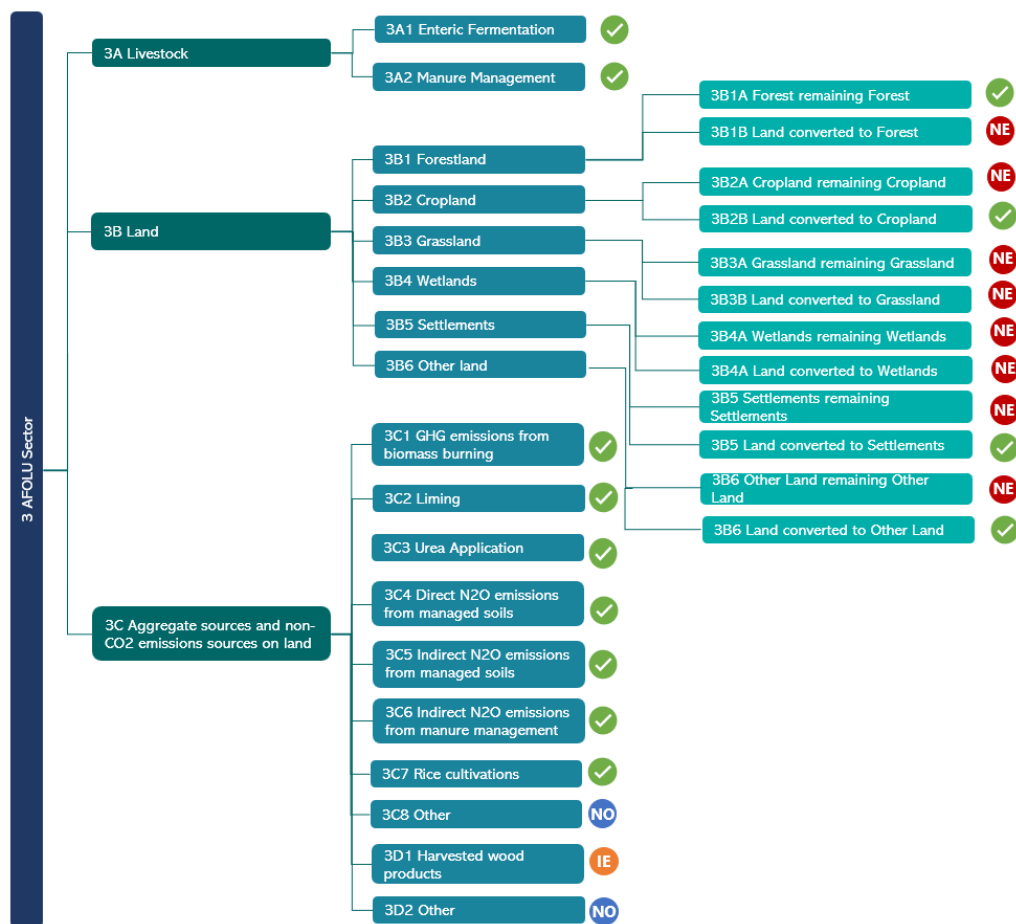 3 AFOLU Sector
3A Livestock
3A1 Enteric Fermentation
3A2 Manure Management
3B Land
3B1 Forestland
3B1A Forest remaining Forest
3B1B Land converted to Forest
NE
3B2 Cropland
3B2A Cropland remaining Cropland
NE
3B2B Land converted to Cropland
3B3 Grassland
3B3A Grassland remaining Grassland
NE
3B3B Land converted to Grassland
NE
3B4 Wetlands
3B4A Wetlands remaining Wetlands
NE
3B4A Land converted to Wetlands
NE
3B5 Settlements
3B5 Settlements remaining
Settlements
NE
3B5 Land converted to Settlements
3B6 Other land
3B6 Other Land remaining Other
Land
NE
3B6 Land converted to Other Land
3C Aggregate sources and non-
CO2 emissions sources on land
3C1 GHG emissions from
biomass burning
3C2 Liming
3C3 Urea Application
3C4 Direct N2O emissions
from managed soils
3C5 Indirect N2O emissions
from managed soils
3C6 Indirect N2O emissions
from manure management
3C7 Rice cultivations
3C8 Other
NO
3D1 Harvested wood
products
IE
3D2 Other
NO